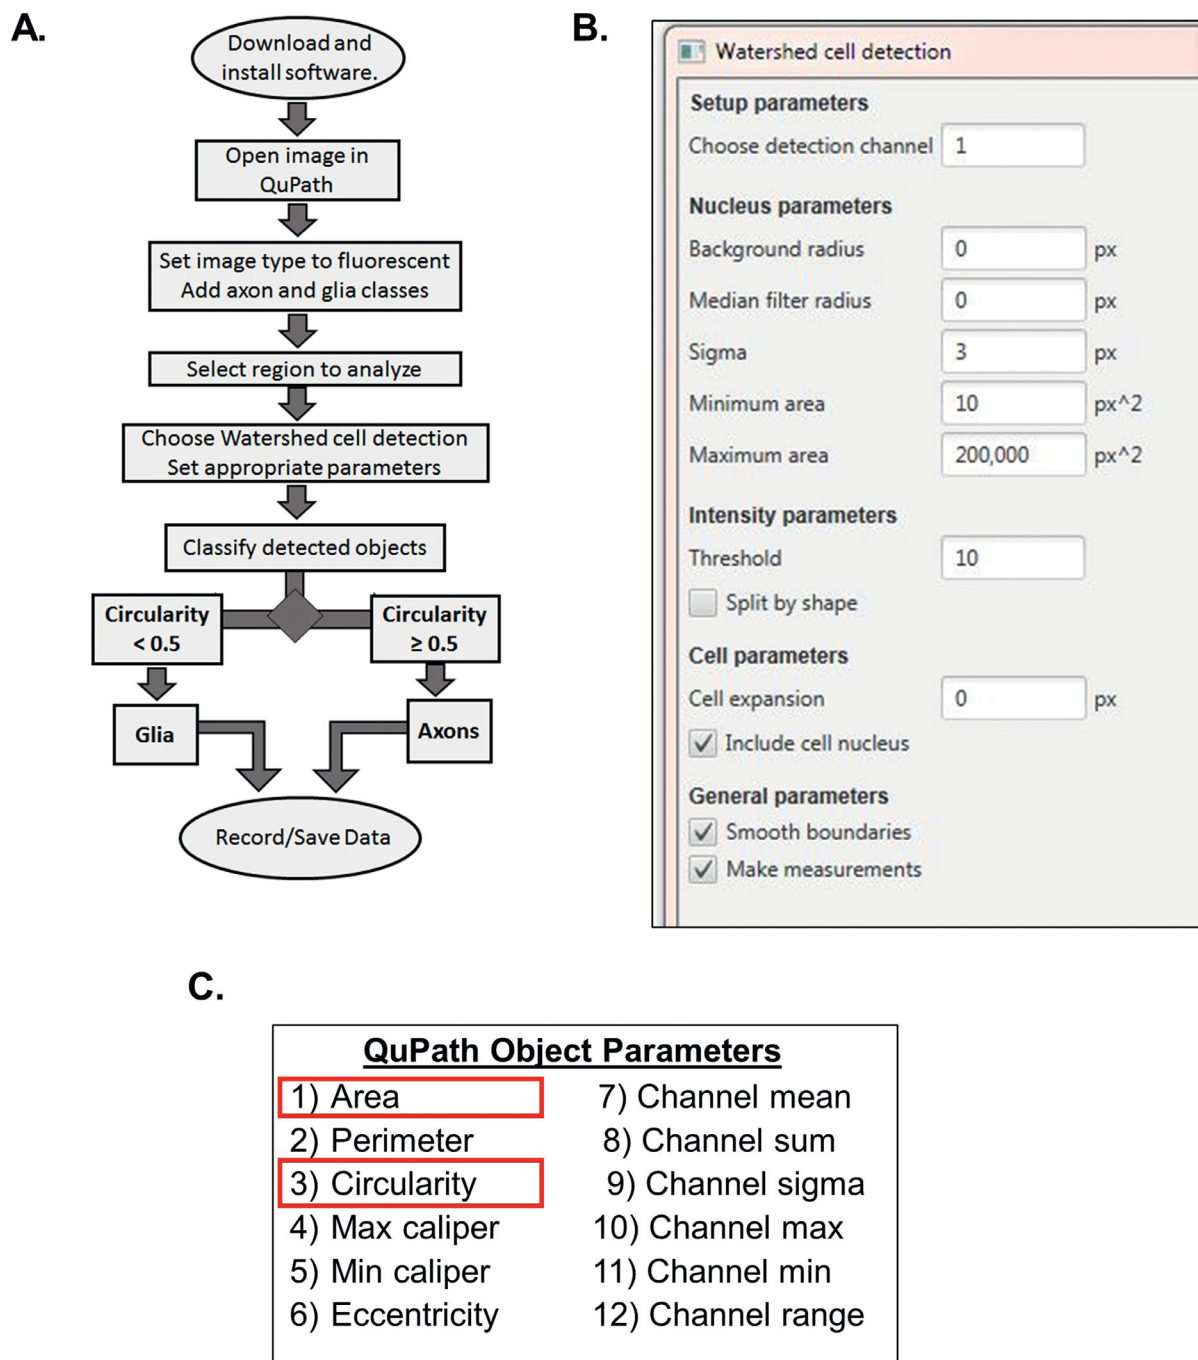 A.
Download and
install software.
Open image in
QuPath
Set image type to fluorescent
Add axon and glia classes
Select region to analyze
Choose Watershed cell detection
Set appropriate parameters
Classify detected objects
Circularity
< 0.5
Circularity
≥ 0.5
Glia
Axons
Record/Save Data
B.
Watershed cell detection
Setup parameters
Choose detection channel 1
Nucleus parameters
Background radius 0 px
Median filter radius 0 px
Sigma 3 px
Minimum area 10 px^2
Maximum area 200,000 px^2
Intensity parameters
Threshold 10
Split by shape
Cell parameters
Cell expansion 0 px
Include cell nucleus
General parameters
Smooth boundaries
Make measurements
C.
QuPath Object Parameters
1) Area
2) Perimeter
3) Circularity
4) Max caliper
5) Min caliper
6) Eccentricity
7) Channel mean
8) Channel sum
9) Channel sigma
10) Channel max
11) Channel min
12) Channel range